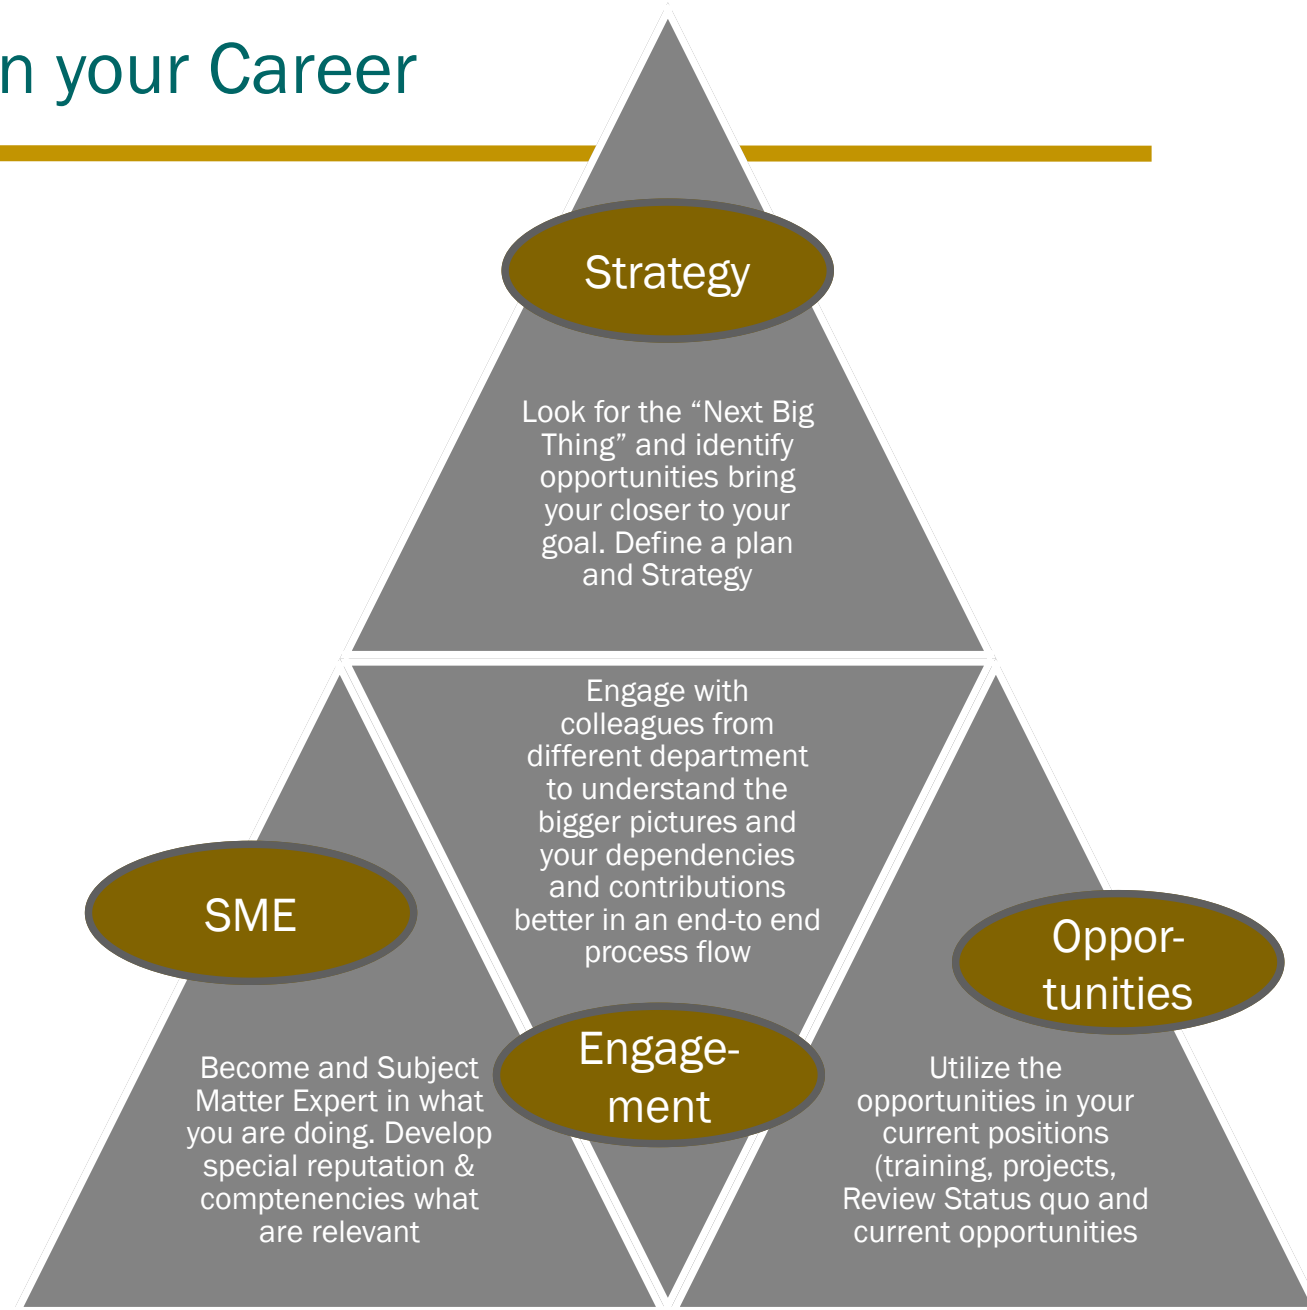 n your Career
Strategy
Look for the “Next Big
Thing” and identify
opportunities bring
your closer to your
goal. Define a plan
and Strategy
Engage with
colleagues from
different department
to understand the
bigger pictures and
your dependencies
and contributions
better in an end-to end
process flow
SME
Oppor-
tunities
Engage-
ment
Become and Subject
Matter Expert in what
you are doing. Develop
special reputation &
comptenencies what
are relevant
Utilize the
opportunities in your
current positions
(training, projects,
Review Status quo and
current opportunities